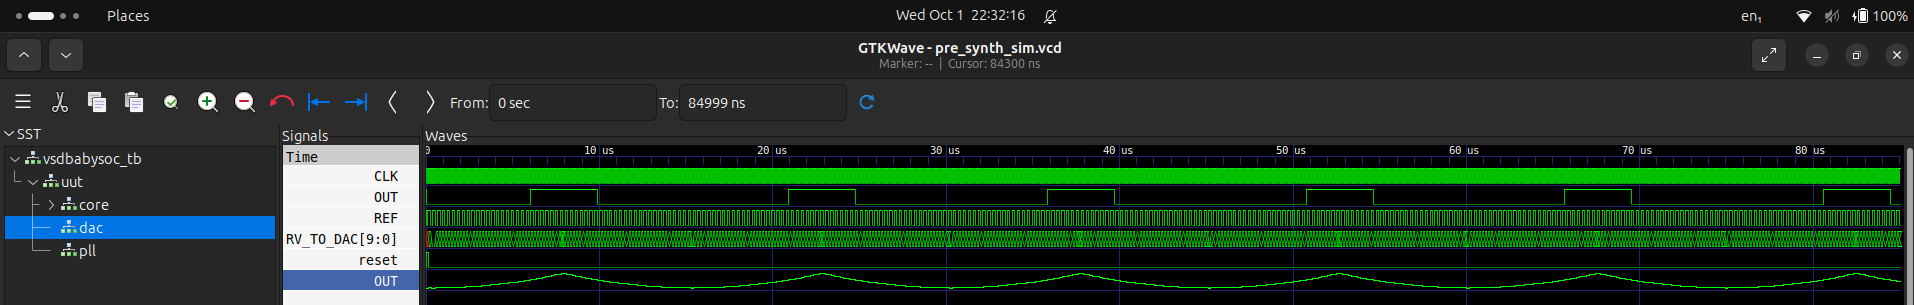 Places
Wed Oct 1 22:32:16
en₁
100%
GTKWave - pre_synth_sim.vcd
Marker: -- | Cursor: 84300 ns
From: 0 sec
To: 84999 ns
SST
vsdbabysoc_tb
uut
core
dac
pll
Signals
Time
CLK
OUT
REF
RV_TO_DAC[9:0]
reset
OUT
Waves
0 10 us 20 us 30 us 40 us 50 us 60 us 70 us 80 us